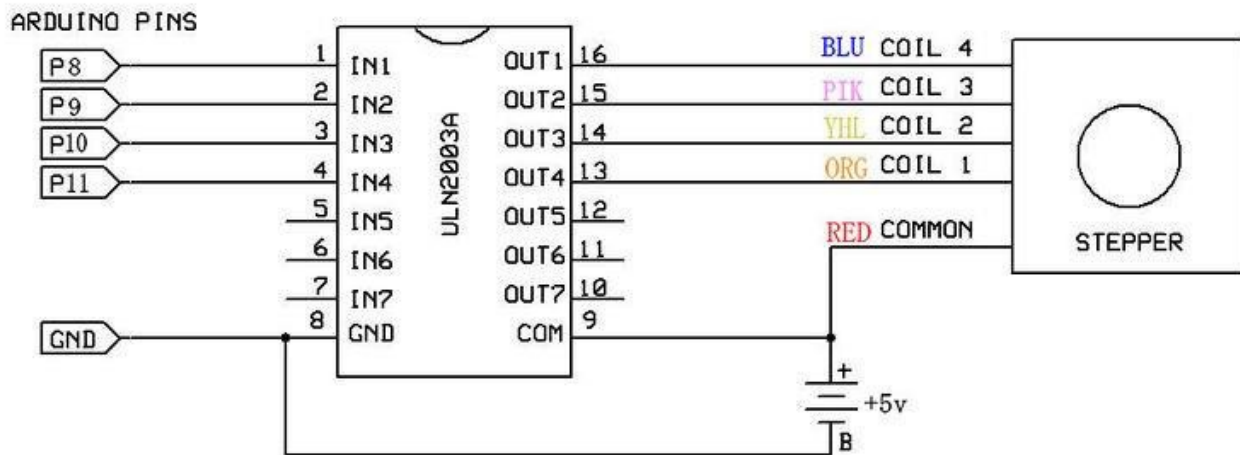 ARDUINO PINS
P8 1 IN1 OUT1 16 BLU COIL 4
P9 2 IN2 OUT2 15 PIK COIL 3
P10 3 IN3 OUT3 14 YHL COIL 2
P11 4 IN4 OUT4 13 ORG COIL 1
5 IN5 OUT5 12
6 IN6 OUT6 11
7 IN7 OUT7 10
GND 8 GND COM 9
ULN2003A
RED COMMON
STEPPER
+
+5v
B